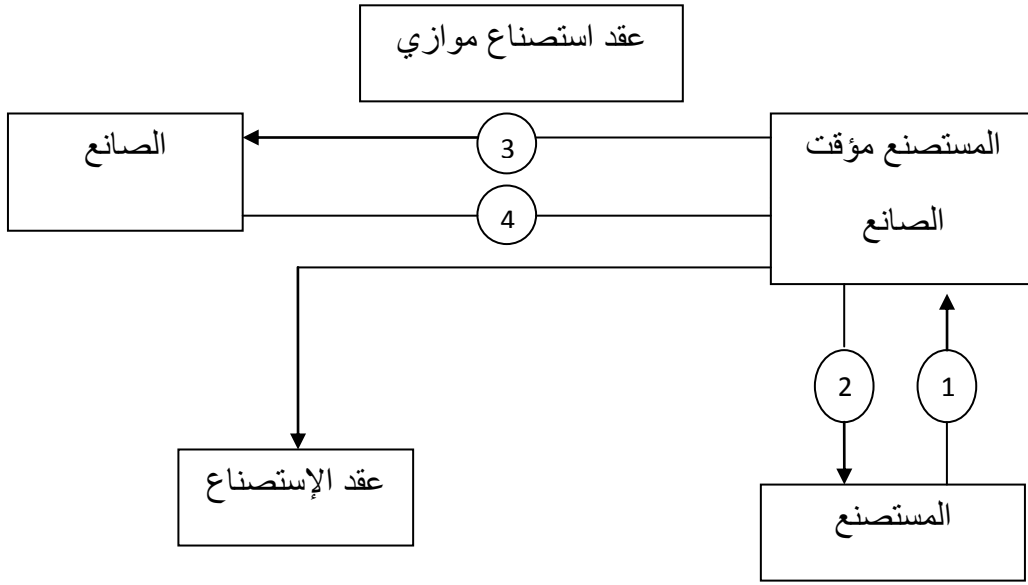 عقد استصناع موازي
المستصنع مؤقت
الصانع
الصانع
3
4
2
1
عقد الإستصناع
المستصنع